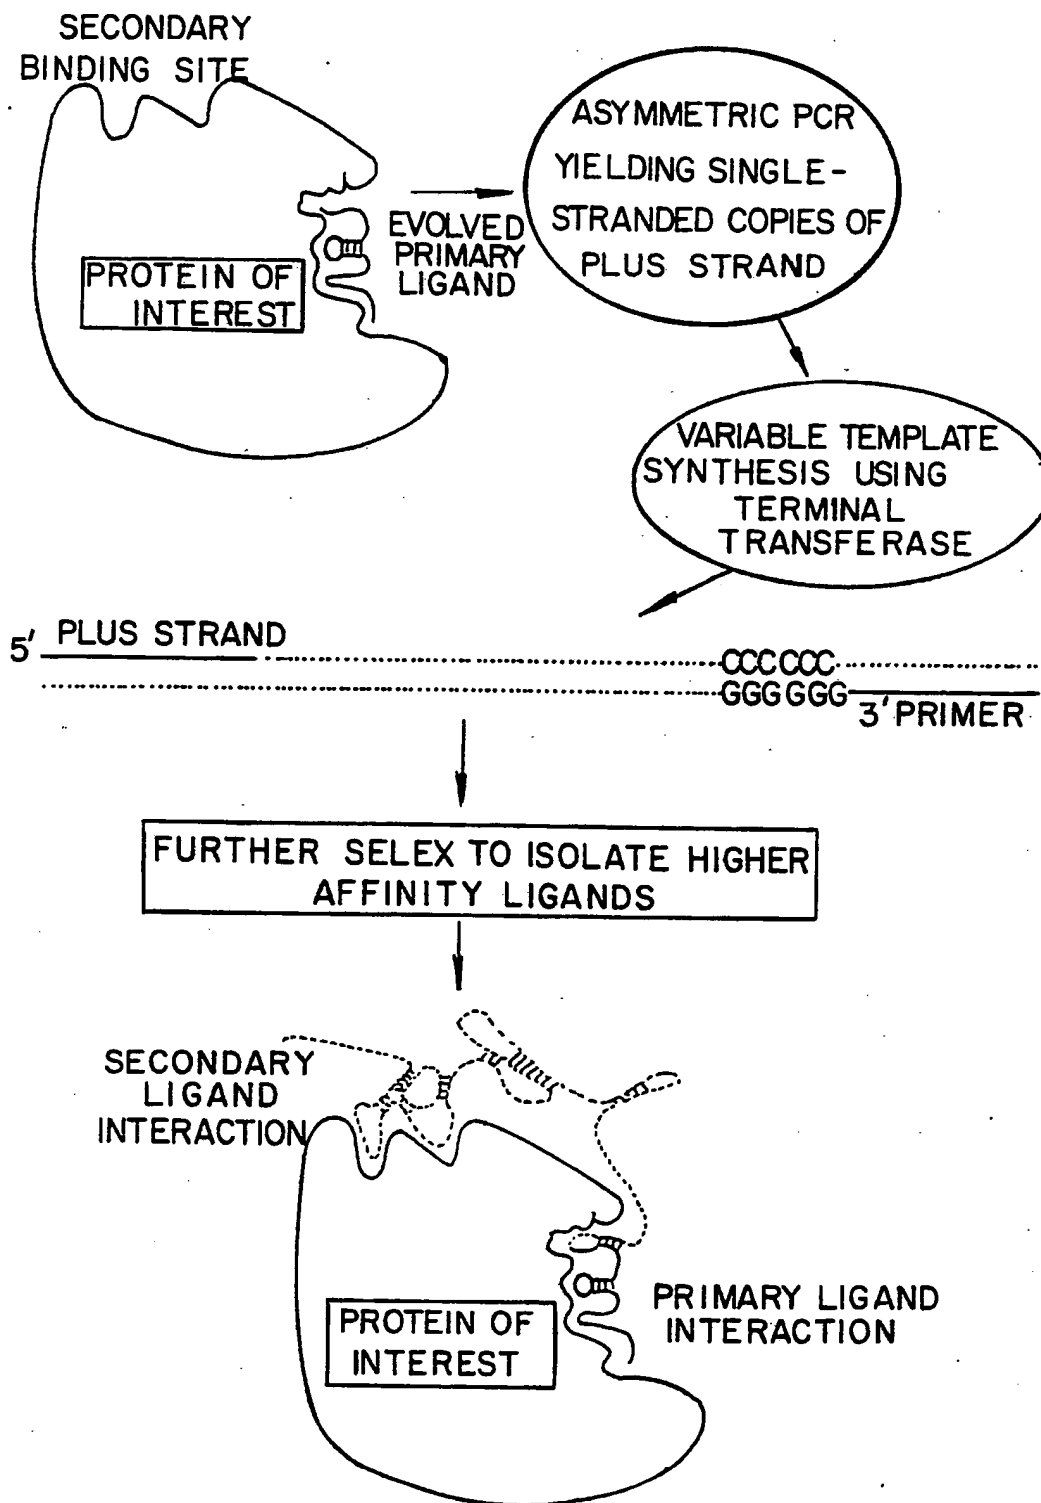 SECONDARY
BINDING SITE
PROTEIN OF
INTEREST
EVOLVED
PRIMARY
LIGAND
ASYMMETRIC PCR
YIELDING SINGLE-
STRANDED COPIES OF
PLUS STRAND
VARIABLE TEMPLATE
SYNTHESIS USING
TERMINAL
TRANSFERASE
5' PLUS STRAND
CCCCCC
GGGGGG
3' PRIMER
FURTHER SELEX TO ISOLATE HIGHER
AFFINITY LIGANDS
SECONDARY
LIGAND
INTERACTION
PROTEIN OF
INTEREST
PRIMARY LIGAND
INTERACTION